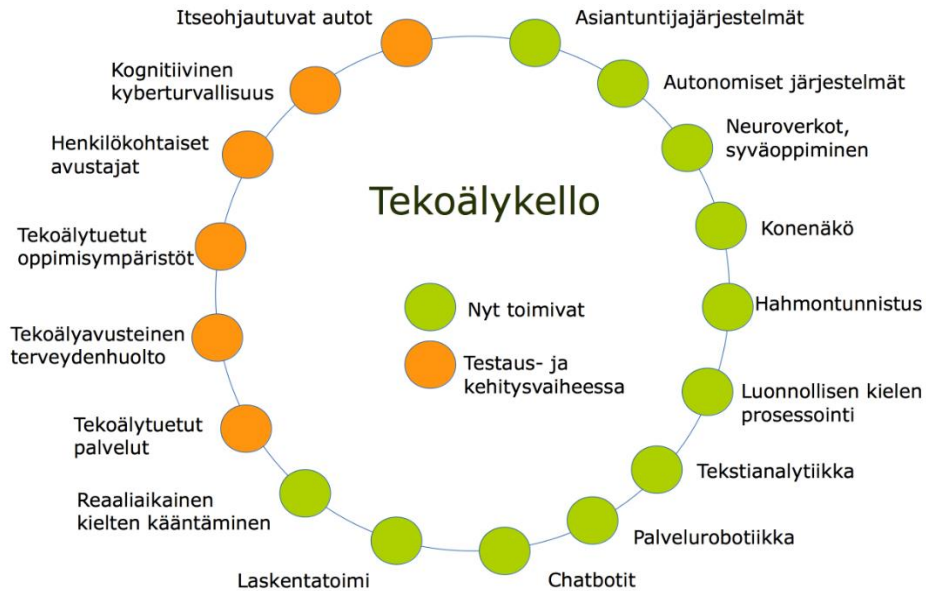 Tekoälykello
Nyt toimivat
Testaus- ja
kehitysvaiheessa
Asiantuntijajärjestelmät
Autonomiset järjestelmät
Neuroverkot,
syväoppiminen
Konenäkö
Hahmontunnistus
Luonnollisen kielen
prosessointi
Tekstianalytiikka
Palvelurobotiikka
Chatbotit
Laskentatoimi
Reaaliaikainen
kielten kääntäminen
Tekoälytuetut
palvelut
Tekoälyavusteinen
terveydenhuolto
Tekoälytuetut
oppimisympäristöt
Henkilökohtaiset
avustajat
Kognitiivinen
kyberturvallisuus
Itseohjautuvat autot